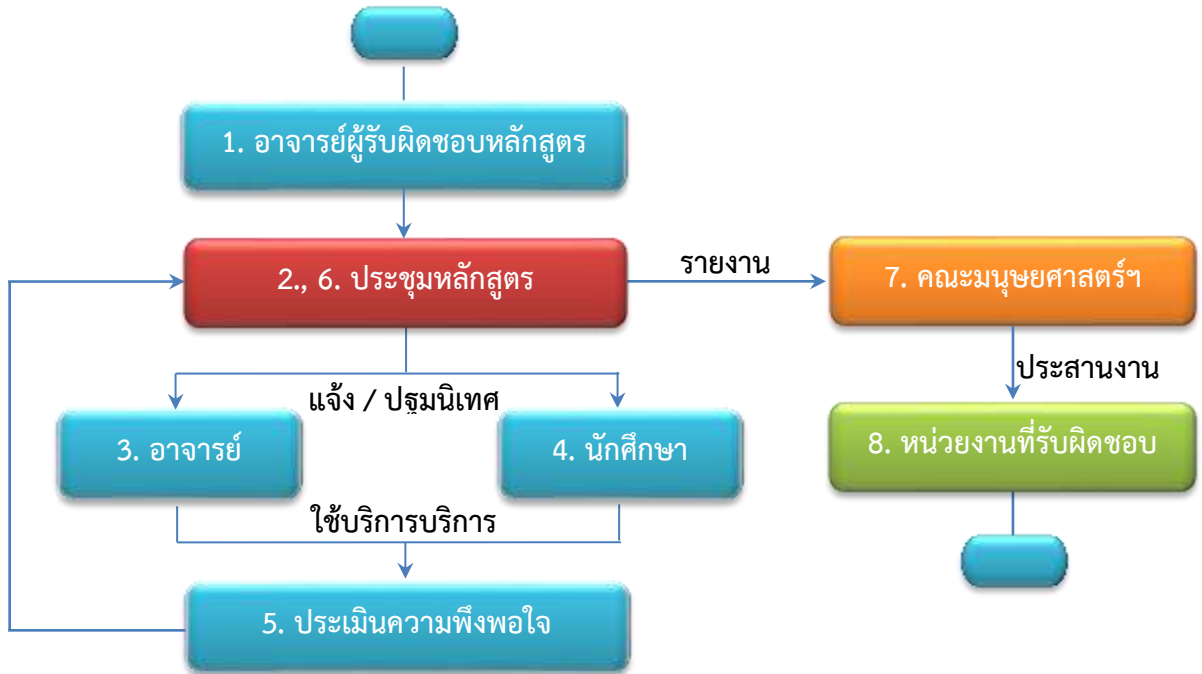 1. อาจารย์ผู้รับผิดชอบหลักสูตร
2., 6. ประชุมหลักสูตร
รายงาน
7. คณะมนุษยศาสตร์ฯ
ประสานงาน
แจ้ง / ปฐมนิเทศ
3. อาจารย์
4. นักศึกษา
8. หน่วยงานที่รับผิดชอบ
ใช้บริการบริการ
5. ประเมินความพึงพอใจ